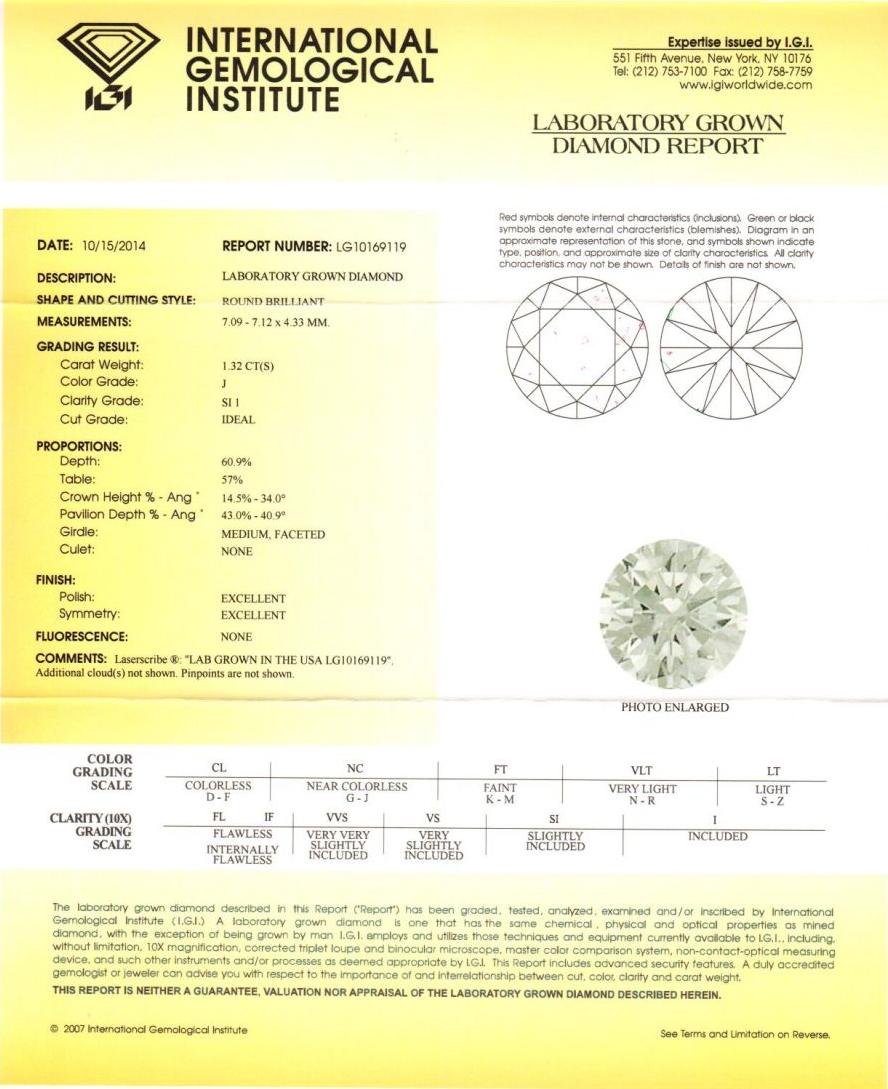 IGI
INTERNATIONAL
GEMOLOGICAL
INSTITUTE
Expertise issued by I.G.I.
551 Fifth Avenue, New York, NY 10176
Tel: (212) 753-7100 Fax: (212) 758-7759
www.igiworldwide.com
LABORATORY GROWN
DIAMOND REPORT
Red symbols denote internal characteristics (inclusions). Green or black
symbols denote external characteristics (blemishes). Diagram in an
approximate representation of this stone, and symbols shown indicate
type, position, and approximate size of clarity characteristics. All clarity
characteristics may not be shown. Details of finish are not shown.
DATE: 10/15/2014 REPORT NUMBER: LG10169119
DESCRIPTION: LABORATORY GROWN DIAMOND
SHAPE AND CUTTING STYLE: ROUND BRILLIANT
MEASUREMENTS: 7.09 - 7.12 x 4.33 MM.
GRADING RESULT:
Carat Weight: 1.32 CT(S)
Color Grade: J
Clarity Grade: SI 1
Cut Grade: IDEAL
PROPORTIONS:
Depth: 60.9%
Table: 57%
Crown Height % - Ang ° 14.5% - 34.0°
Pavilion Depth % - Ang ° 43.0% - 40.9°
Girdle: MEDIUM, FACETED
Culet: NONE
FINISH:
Polish: EXCELLENT
Symmetry: EXCELLENT
FLUORESCENCE: NONE
COMMENTS: Laserscribe ®: "LAB GROWN IN THE USA LG10169119".
Additional cloud(s) not shown. Pinpoints are not shown.
PHOTO ENLARGED
COLOR GRADING SCALE
CL NC FT VLT LT
COLORLESS NEAR COLORLESS FAINT VERY LIGHT LIGHT
D - F G - J K - M N - R S - Z
CLARITY (10X) GRADING SCALE
FL IF VVS VS SI I
FLAWLESS VERY VERY VERY SLIGHTLY INCLUDED
INTERNALLY SLIGHTLY SLIGHTLY INCLUDED
FLAWLESS INCLUDED INCLUDED
The laboratory grown diamond described in this Report ("Report") has been graded, tested, analyzed, examined and/or inscribed by International
Gemological Institute (I.G.I.) A laboratory grown diamond is one that has the same chemical, physical and optical properties as mined
diamond, with the exception of being grown by man I.G.I. employs and utilizes those techniques and equipment currently available to I.G.I., including,
without limitation, 10X magnification, corrected triplet loupe and binocular microscope, master color comparison system, non-contact-optical measuring
device, and such other instruments and/or processes as deemed appropriate by I.G.I. This Report includes advanced security features. A duly accredited
gemologist or jeweler can advise you with respect to the importance of and interrelationship between cut, color, clarity and carat weight.
THIS REPORT IS NEITHER A GUARANTEE, VALUATION NOR APPRAISAL OF THE LABORATORY GROWN DIAMOND DESCRIBED HEREIN.
© 2007 International Gemological Institute
See Terms and Limitation on Reverse.